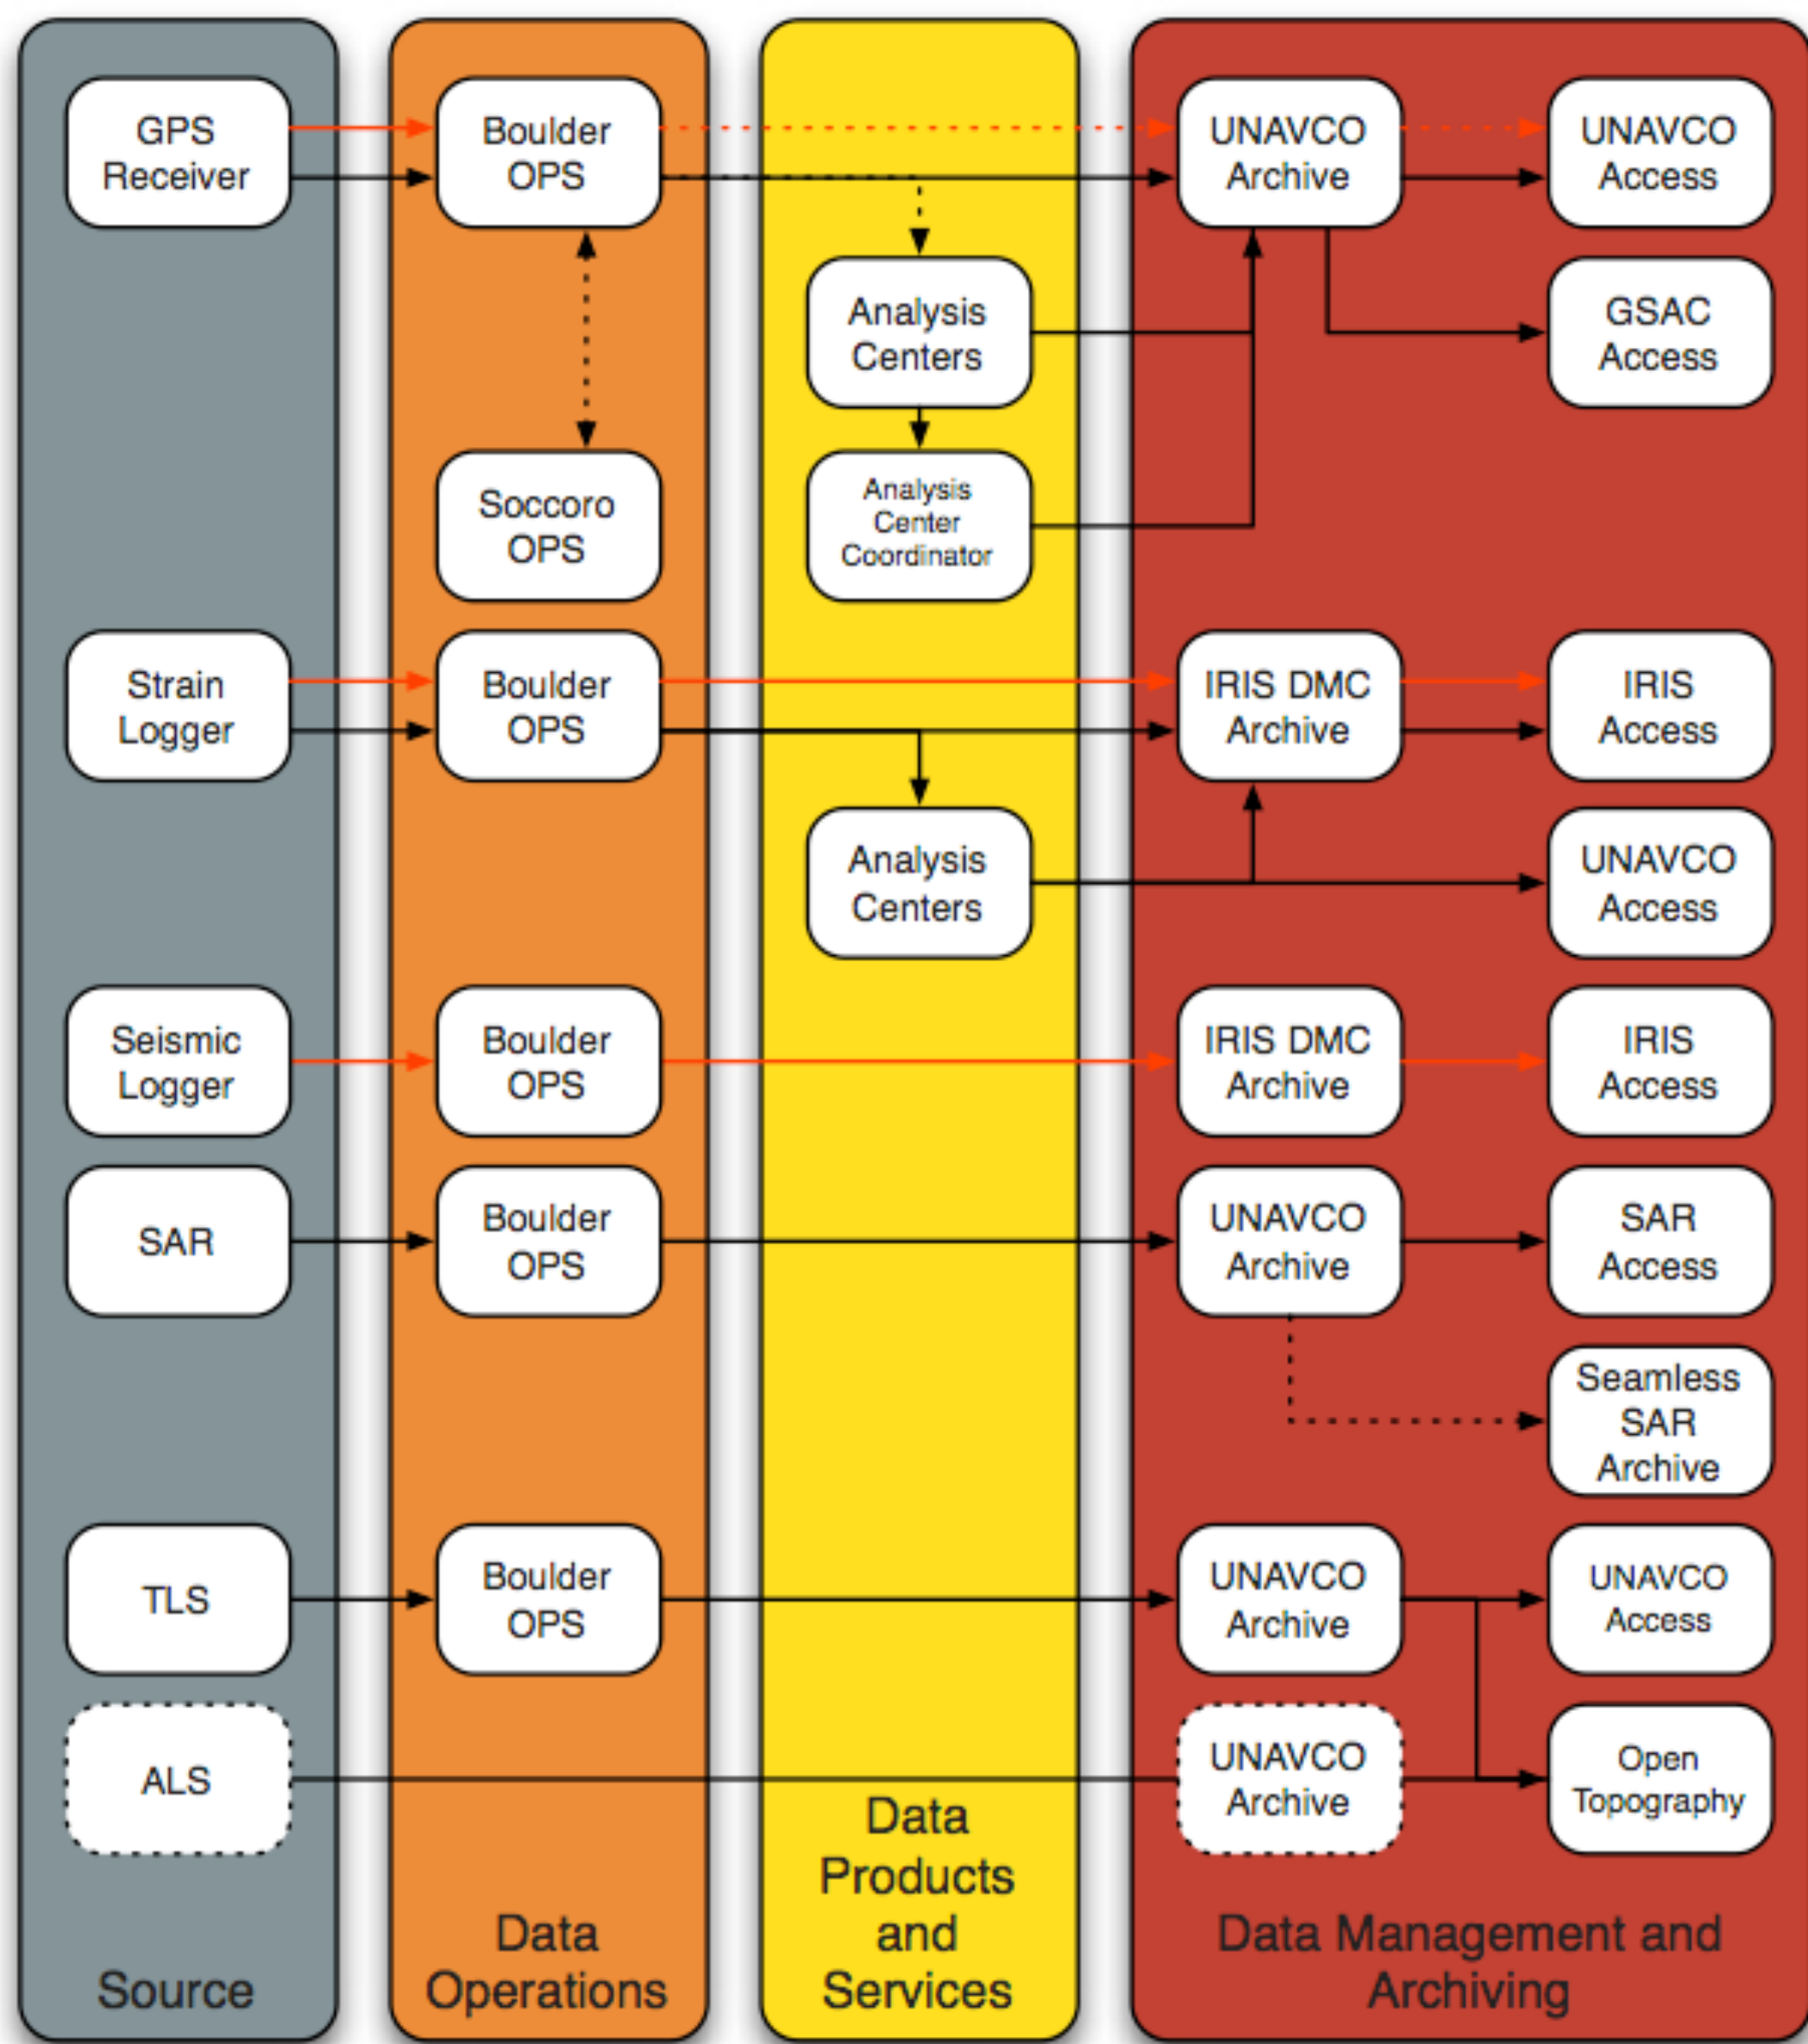 GPS
Receiver
Boulder
OPS
UNAVCO
Archive
UNAVCO
Access
Analysis
Centers
GSAC
Access
Soccoro
OPS
Analysis
Center
Coordinator
Strain
Logger
Boulder
OPS
IRIS DMC
Archive
IRIS
Access
Analysis
Centers
UNAVCO
Access
Seismic
Logger
Boulder
OPS
IRIS DMC
Archive
IRIS
Access
SAR
Boulder
OPS
UNAVCO
Archive
SAR
Access
Seamless
SAR
Archive
TLS
Boulder
OPS
UNAVCO
Archive
UNAVCO
Access
ALS
UNAVCO
Archive
Open
Topography
Source
Data
Operations
Data
Products
and
Services
Data Management and
Archiving